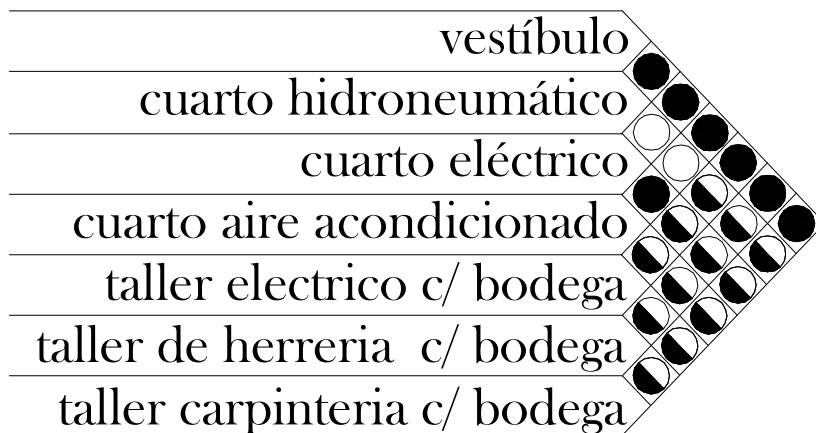 vestíbulo
cuarto hidroneumático
cuarto eléctrico
cuarto aire acondicionado
taller electrico c/ bodega
taller de herreria  c/ bodega
taller carpinteria c/ bodega